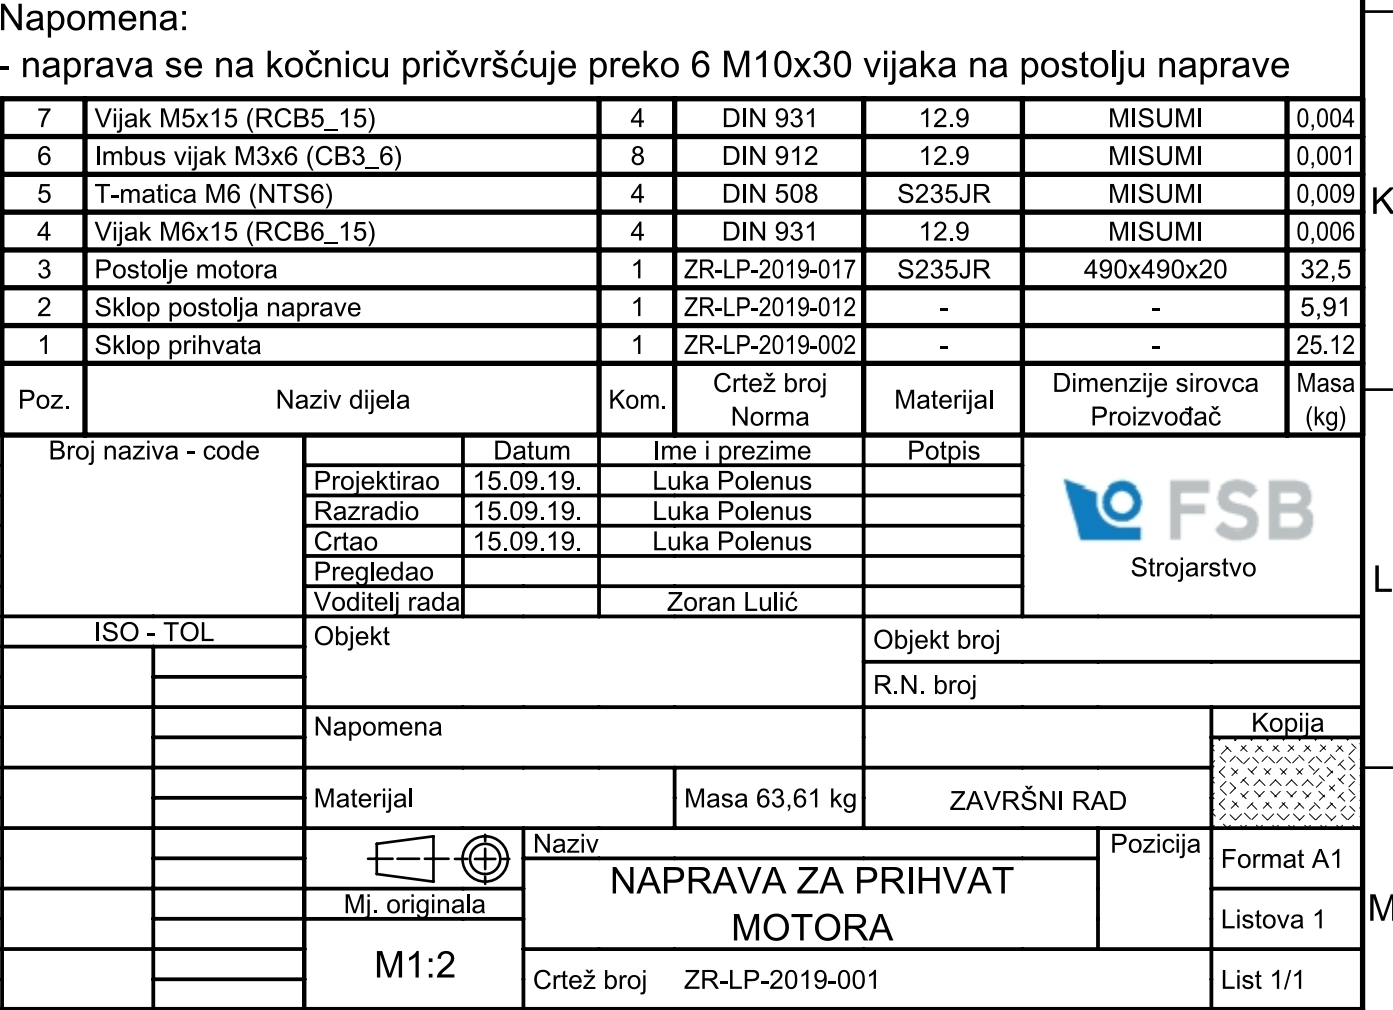 Napomena:
- naprava se na kočnicu pričvršćuje preko 6 M10x30 vijaka na postolju naprave
7 Vijak M5x15 (RCB5_15) 4 DIN 931 12.9 MISUMI 0,004
6 Imbus vijak M3x6 (CB3_6) 8 DIN 912 12.9 MISUMI 0,001
5 T-matica M6 (NTS6) 4 DIN 508 S235JR MISUMI 0,009
K
4 Vijak M6x15 (RCB6_15) 4 DIN 931 12.9 MISUMI 0,006
3 Postolje motora 1 ZR-LP-2019-017 S235JR 490x490x20 32,5
2 Sklop postolja naprave 1 ZR-LP-2019-012 - - 5,91
1 Sklop prihvata 1 ZR-LP-2019-002 - - 25.12
Poz. Naziv dijela Kom. Crtež broj Norma Materijal Dimenzije sirovca Proizvođač Masa (kg)
Broj naziva - code Datum Ime i prezime Potpis
Projektirao 15.09.19. Luka Polenus
Razradio 15.09.19. Luka Polenus
Crtao 15.09.19. Luka Polenus
Pregledao
Voditelj rada Zoran Lulić
FSB
Strojarstvo
L
ISO - TOL Objekt Objekt broj
R.N. broj
Napomena Kopija
Materijal Masa 63,61 kg ZAVRŠNI RAD
Naziv Pozicija Format A1
NAPRAVA ZA PRIHVAT
MOTORA
Mj. originala Listova 1
M
M1:2 Crtež broj ZR-LP-2019-001 List 1/1